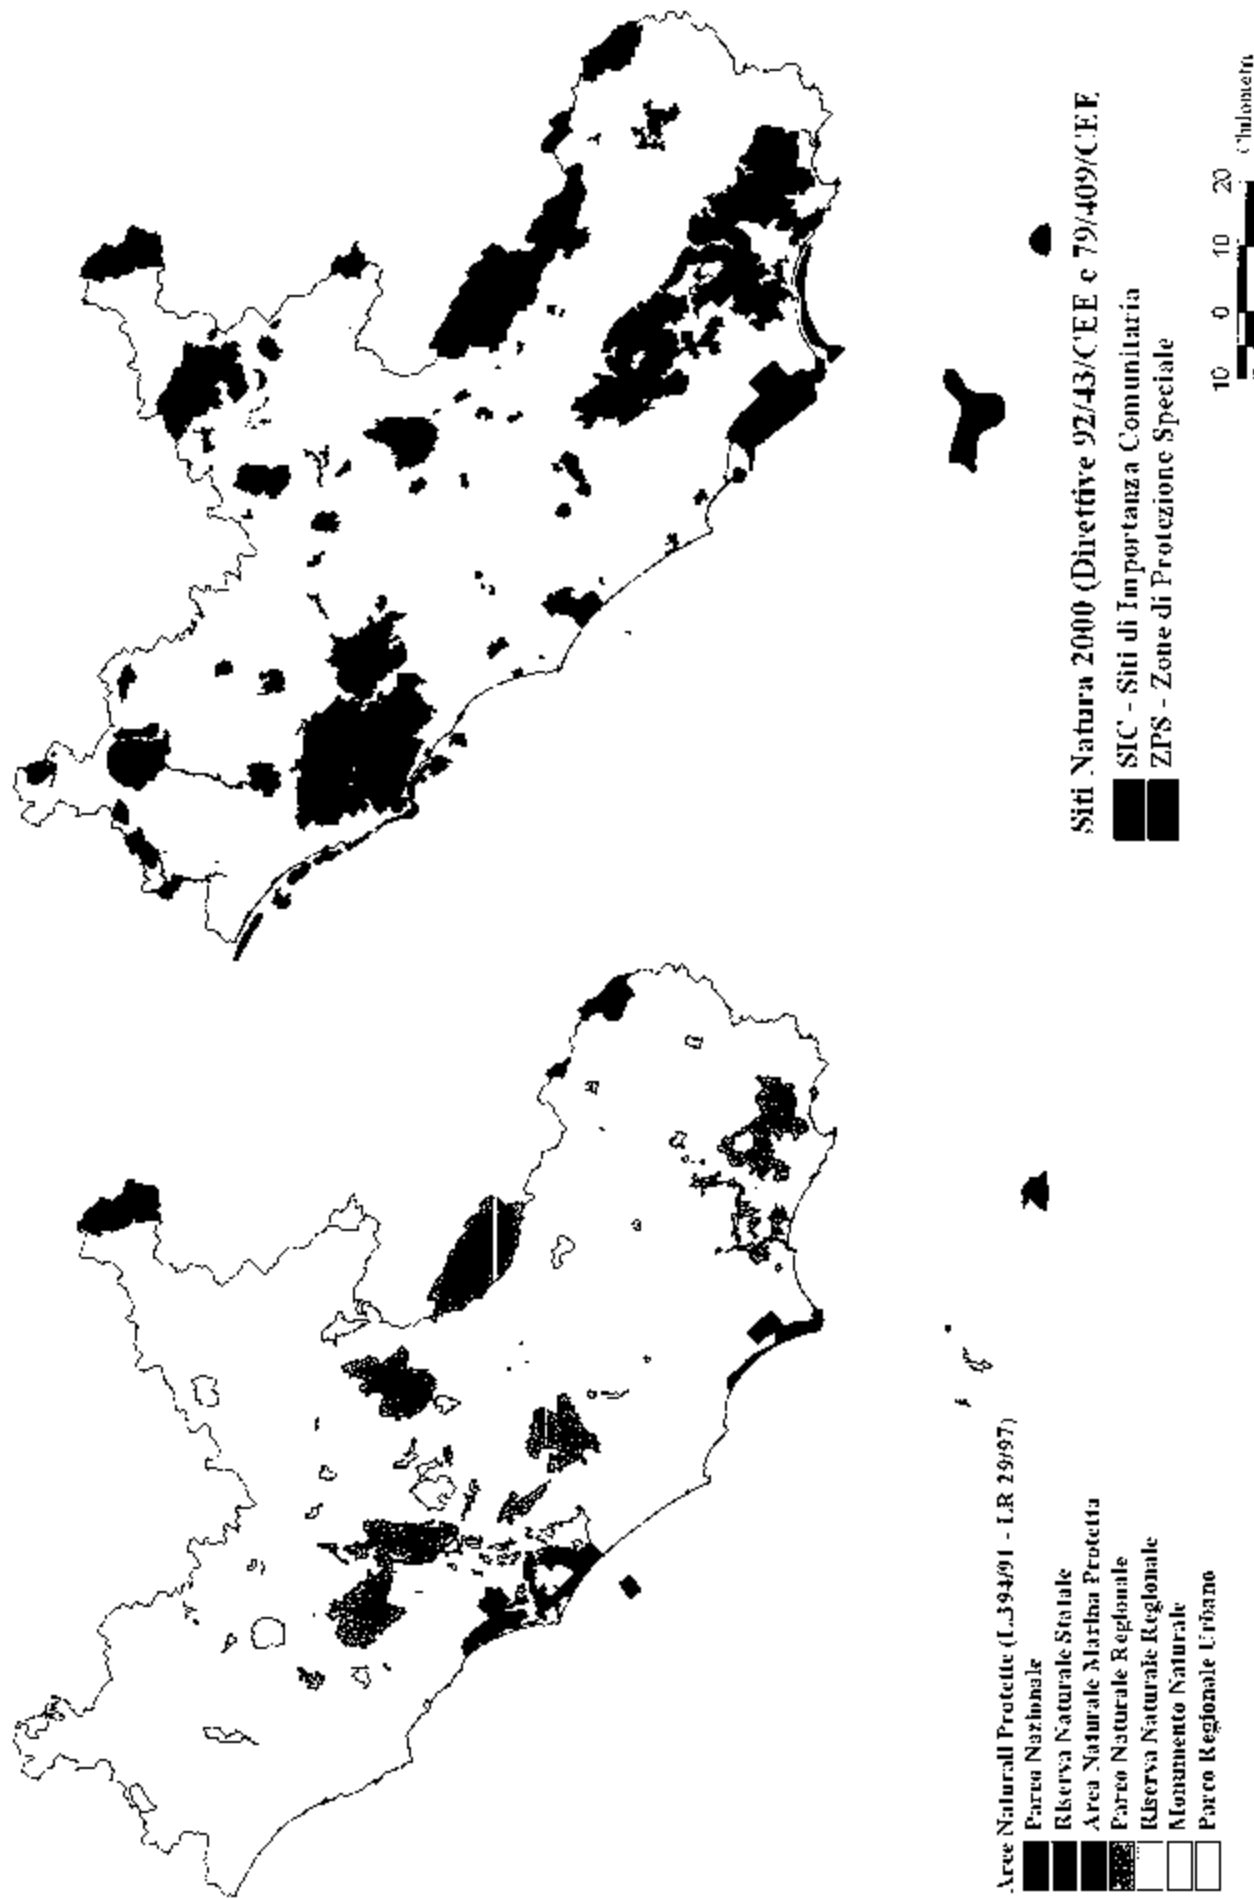 Siti Natura 2000 (Direttive 92/43/CEE e 79/409/CEE
SIC - Siti di Importanza Comunitaria
ZPS - Zone di Protezione Speciale
10 0 10 20 Chilometri
Aree Naturali Protette (L.394/91 - LR 29/97)
Parco Nazionale
Riserva Naturale Statale
Area Naturale Marina Protetta
Parco Naturale Regionale
Riserva Naturale Regionale
Monumento Naturale
Parco Regionale Urbano